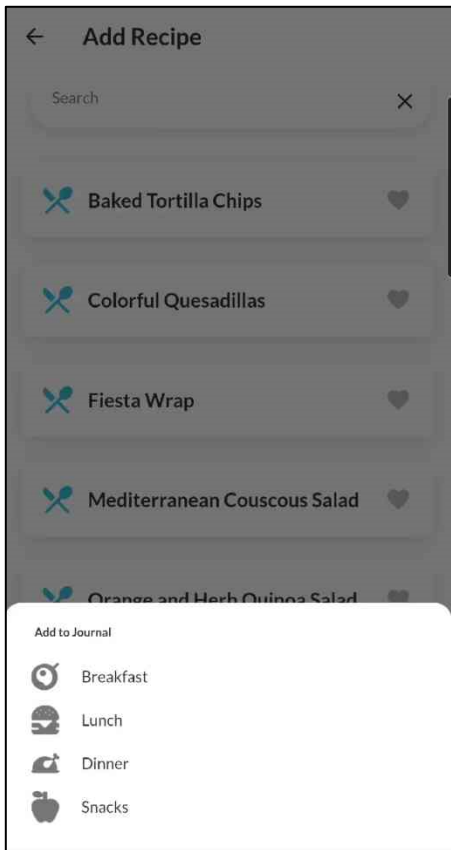 Add Recipe
Search
Baked Tortilla Chips
Colorful Quesadillas
Fiesta Wrap
Mediterranean Couscous Salad
Orange and Herb Quinoa Salad
Add to Journal
Breakfast
Lunch
Dinner
Snacks